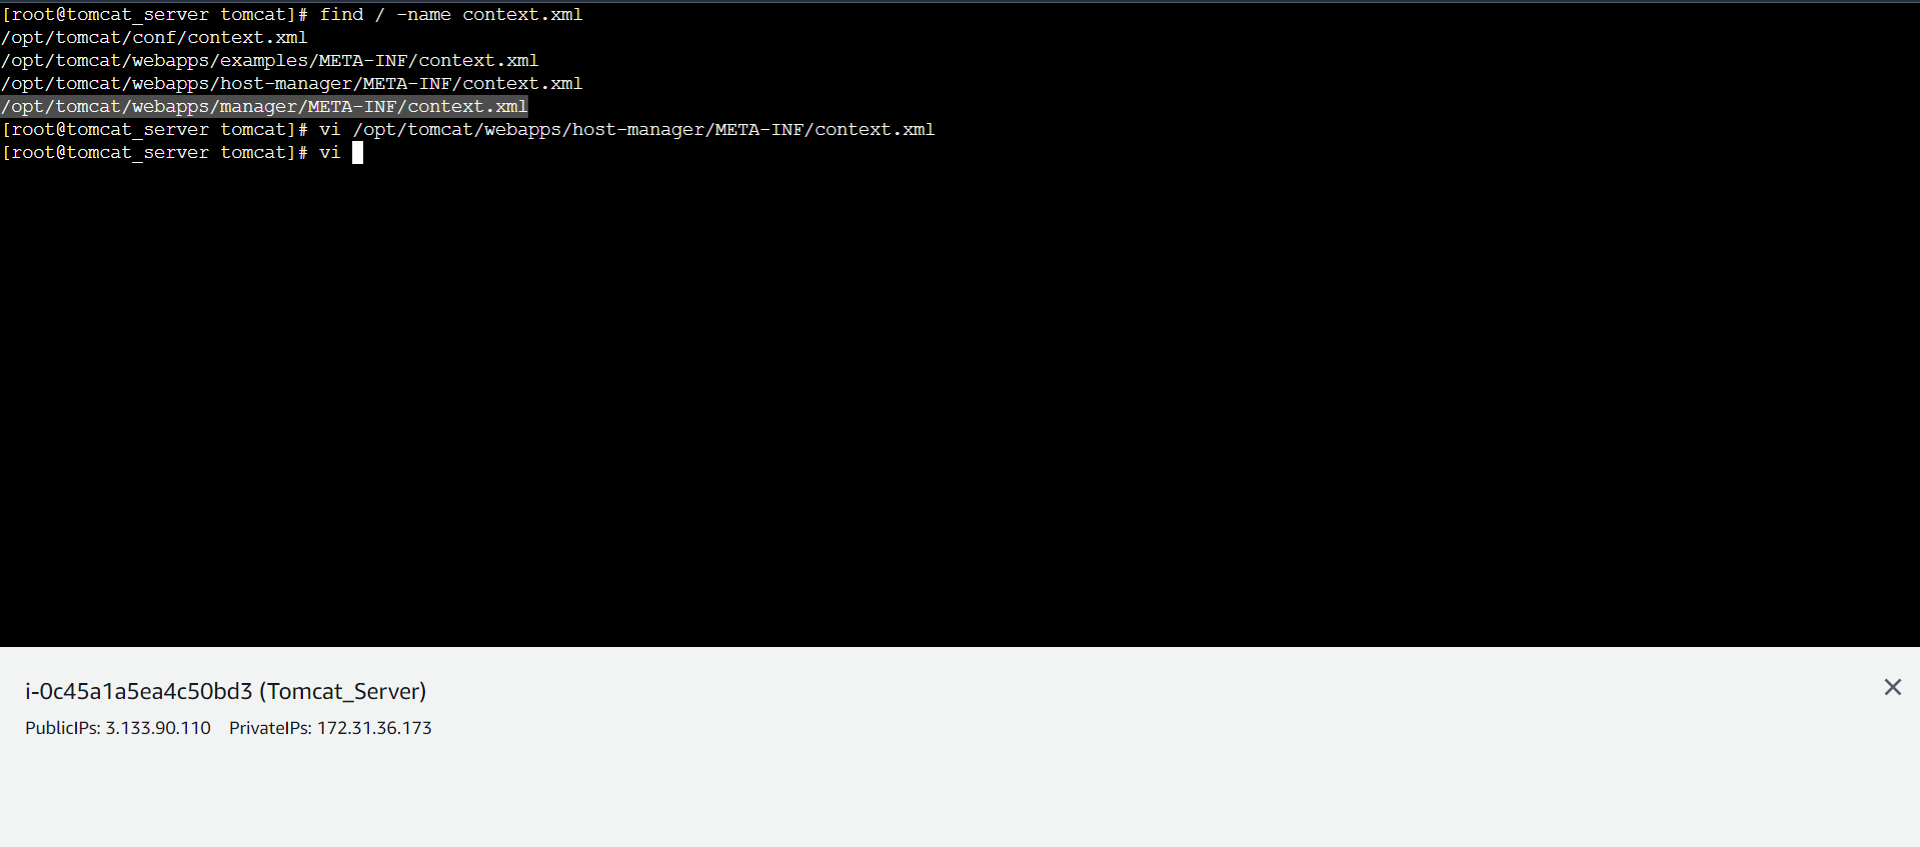 [root@tomcat_server tomcat]# find / -name context.xml
/opt/tomcat/conf/context.xml
/opt/tomcat/webapps/examples/META-INF/context.xml
/opt/tomcat/webapps/host-manager/META-INF/context.xml
/opt/tomcat/webapps/manager/META-INF/context.xml
[root@tomcat_server tomcat]# vi /opt/tomcat/webapps/host-manager/META-INF/context.xml
[root@tomcat_server tomcat]# vi
i-0c45a1a5ea4c50bd3 (Tomcat_Server)
PublicIPs: 3.133.90.110 PrivateIPs: 172.31.36.173